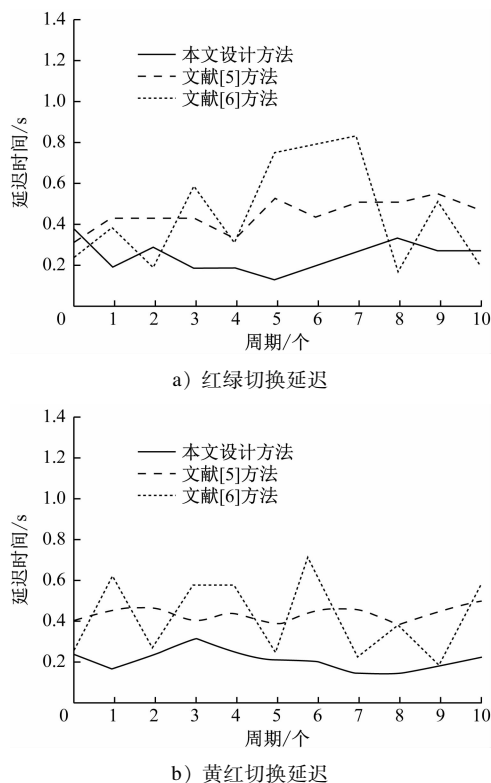 1.4
1.2
1.0
0.8
0.6
0.4
0.2
0
延迟时间/s
本文设计方法
文献[5]方法
文献[6]方法
1 2 3 4 5 6 7 8 9 10
周期/个
a）红绿切换延迟
1.4
1.2
1.0
0.8
0.6
0.4
0.2
0
延迟时间/s
本文设计方法
文献[5]方法
文献[6]方法
1 2 3 4 5 6 7 8 9 10
周期/个
b）黄红切换延迟